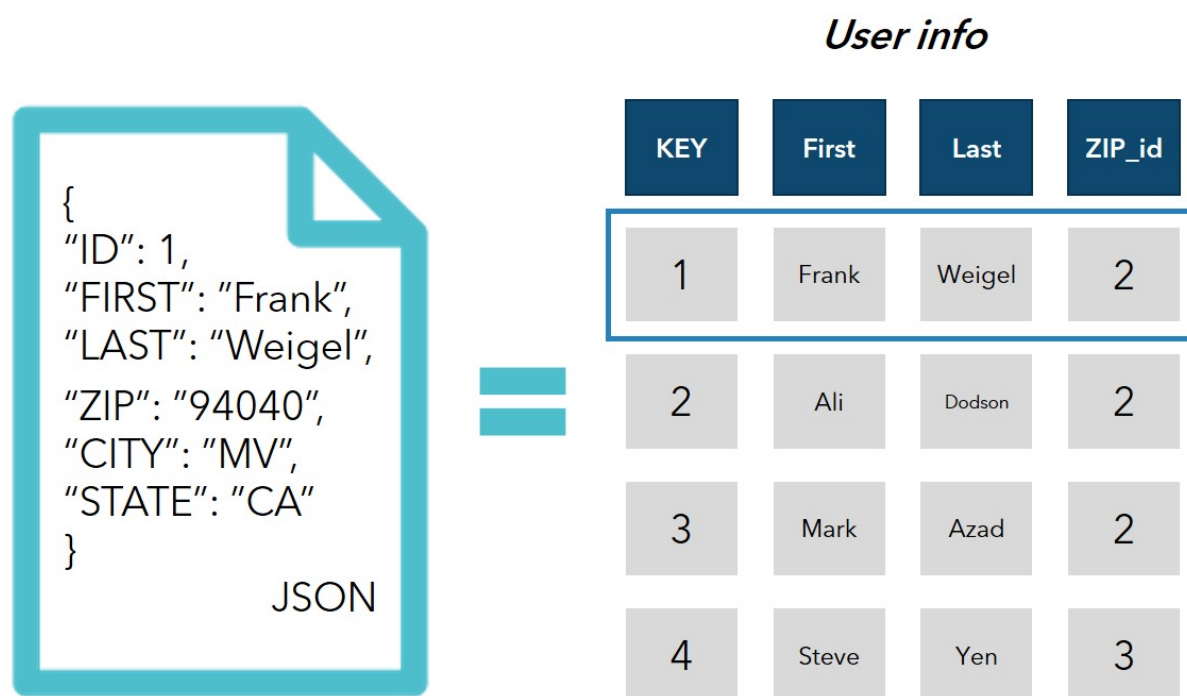 User info
{
“ID”: 1,
“FIRST”: ”Frank”,
“LAST”: ”Weigel”,
“ZIP”: ”94040”,
“CITY”: ”MV”,
“STATE”: ”CA”
}
JSON
KEY First Last ZIP_id
1 Frank Weigel 2
2 Ali Dodson 2
3 Mark Azad 2
4 Steve Yen 3